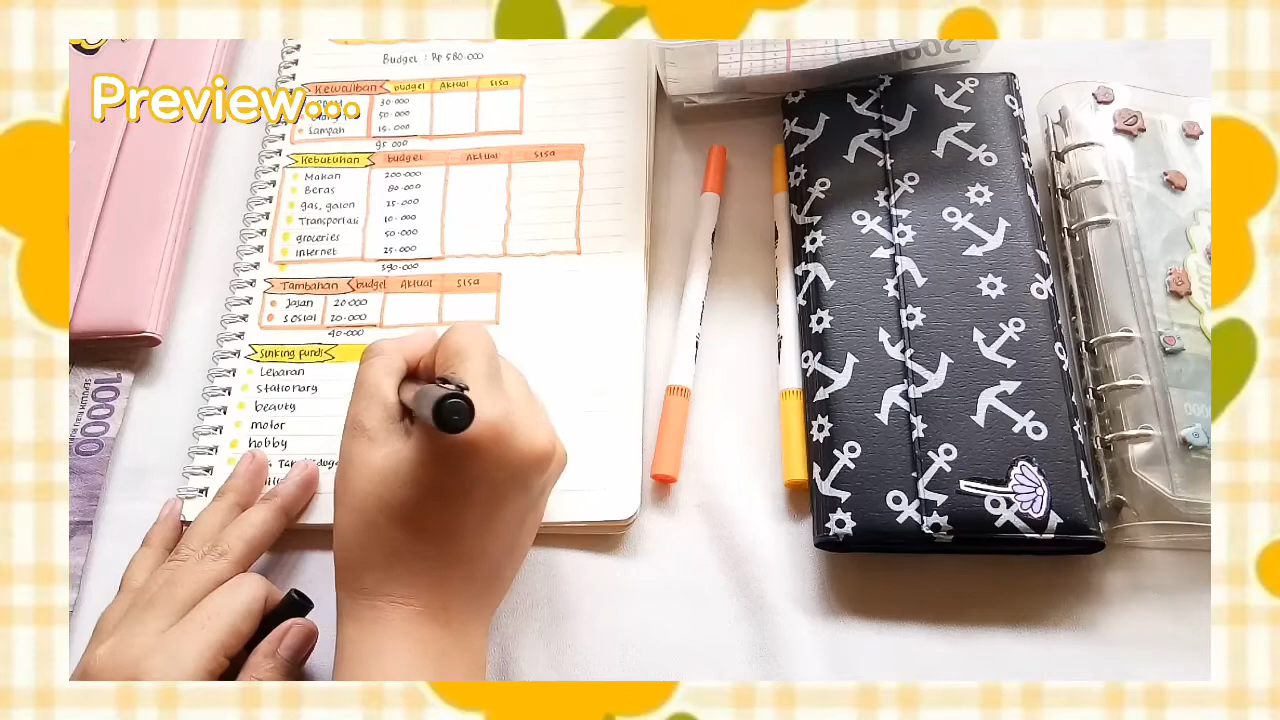 Preview...
Budget : Rp 580.000
Kewajiban budget Aktual sisa
30.000
50.000
Sampah 15.000
95.000
Kebutuhan budget Aktual sisa
Makan 200.000
Beras 80.000
gas, galon 25.000
Transportasi 10.000
groceries 50.000
internet 25.000
390.000
Tambahan budget Aktual sisa
Jajan 20.000
Sosial 20.000
40.000
Sinking funds
Lebaran
Stationary
beauty
motor
hobby
10000